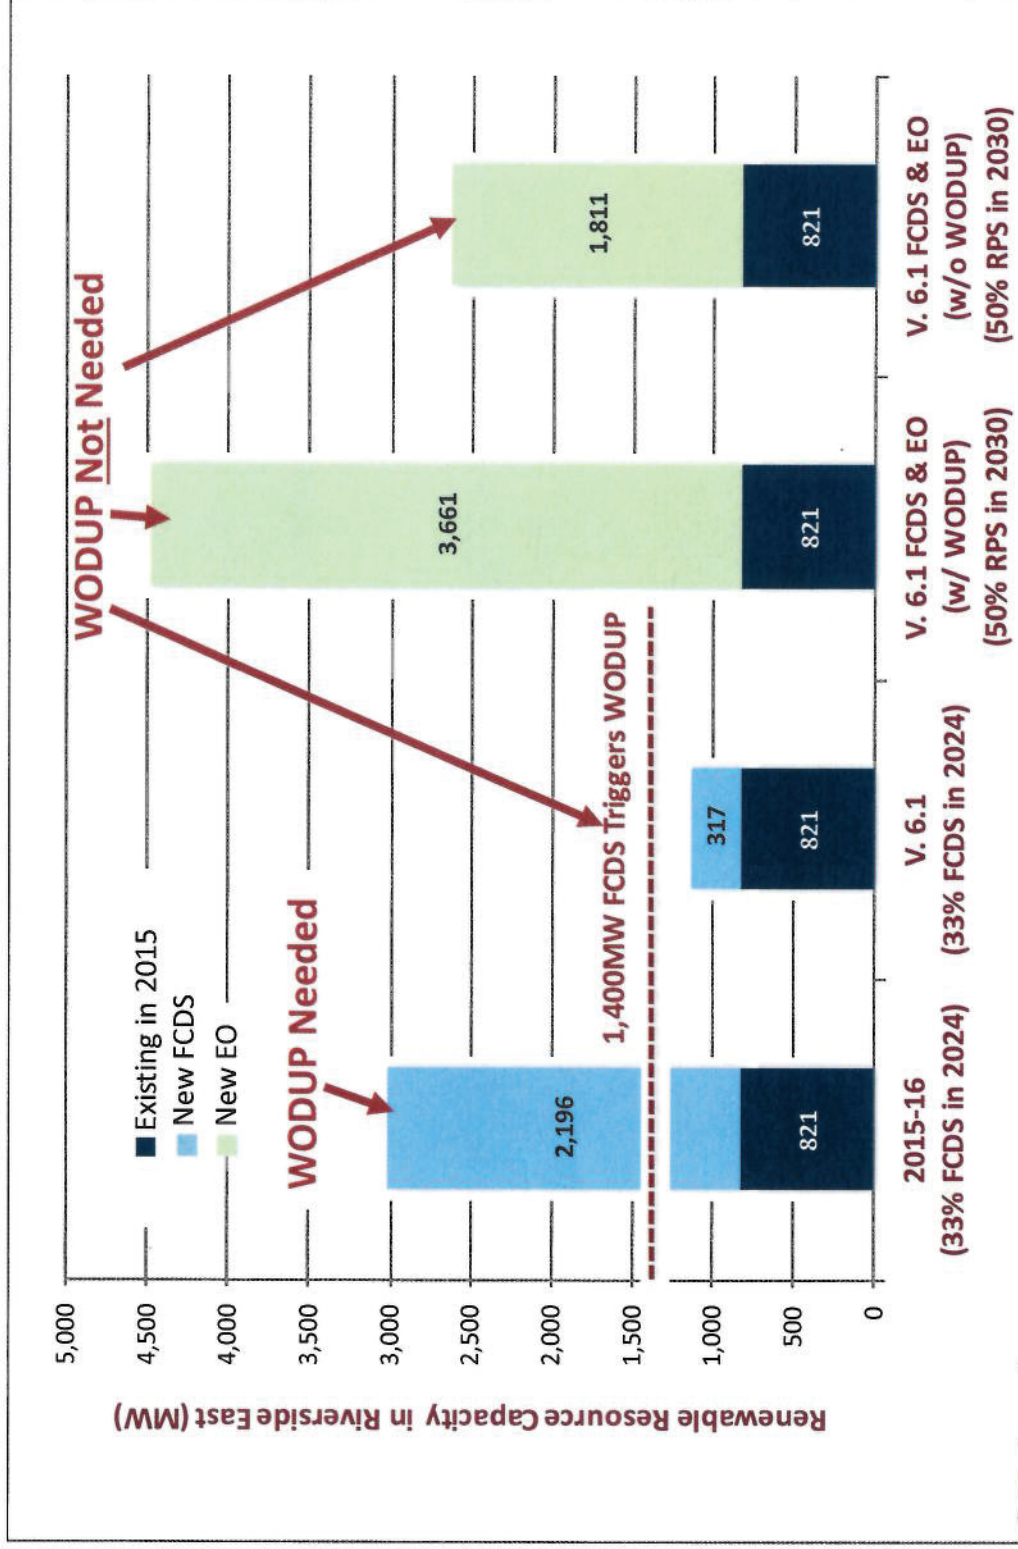 WODUP Not Needed
WODUP Needed
Existing in 2015
New FCDS
New EO
1,400MW FCDS Triggers WODUP
Renewable Resource Capacity in Riverside East (MW)
5,000
4,500
4,000
3,500
3,000
2,500
2,000
1,500
1,000
500
0
2,196
821
317
821
3,661
821
1,811
821
2015-16
(33% FCDS in 2024)
V. 6.1
(33% FCDS in 2024)
V. 6.1 FCDS & EO
(w/ WODUP)
(50% RPS in 2030)
V. 6.1 FCDS & EO
(w/o WODUP)
(50% RPS in 2030)